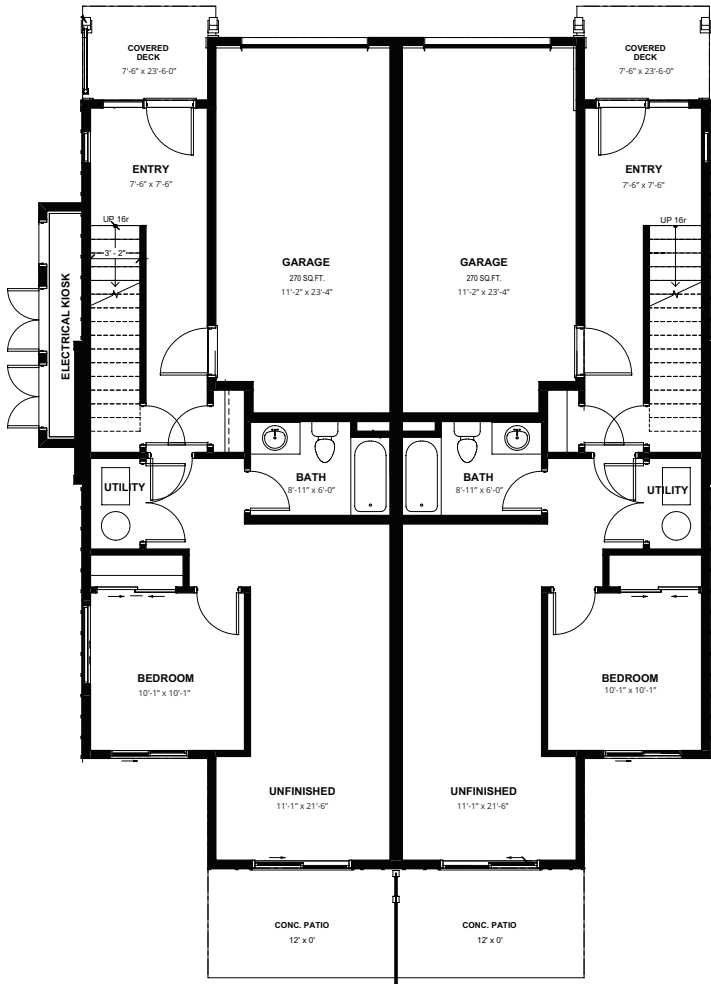 COVERED
DECK
7'-6" x 23'-6-0"
COVERED
DECK
7'-6" x 23'-6-0"
ENTRY
7'-6" x 7'-6"
ENTRY
7'-6" x 7'-6"
UP 16r
UP 16r
3' - 2"
ELECTRICAL KIOSK
GARAGE
270 SQ.FT.
11'-2" x 23'-4"
GARAGE
270 SQ.FT.
11'-2" x 23'-4"
UTILITY
BATH
8'-11" x 6'-0"
BATH
8'-11" x 6'-0"
UTILITY
BEDROOM
10'-1" x 10'-1"
BEDROOM
10'-1" x 10'-1"
UNFINISHED
11'-1" x 21'-6"
UNFINISHED
11'-1" x 21'-6"
CONC. PATIO
12' x 0'
CONC. PATIO
12' x 0'